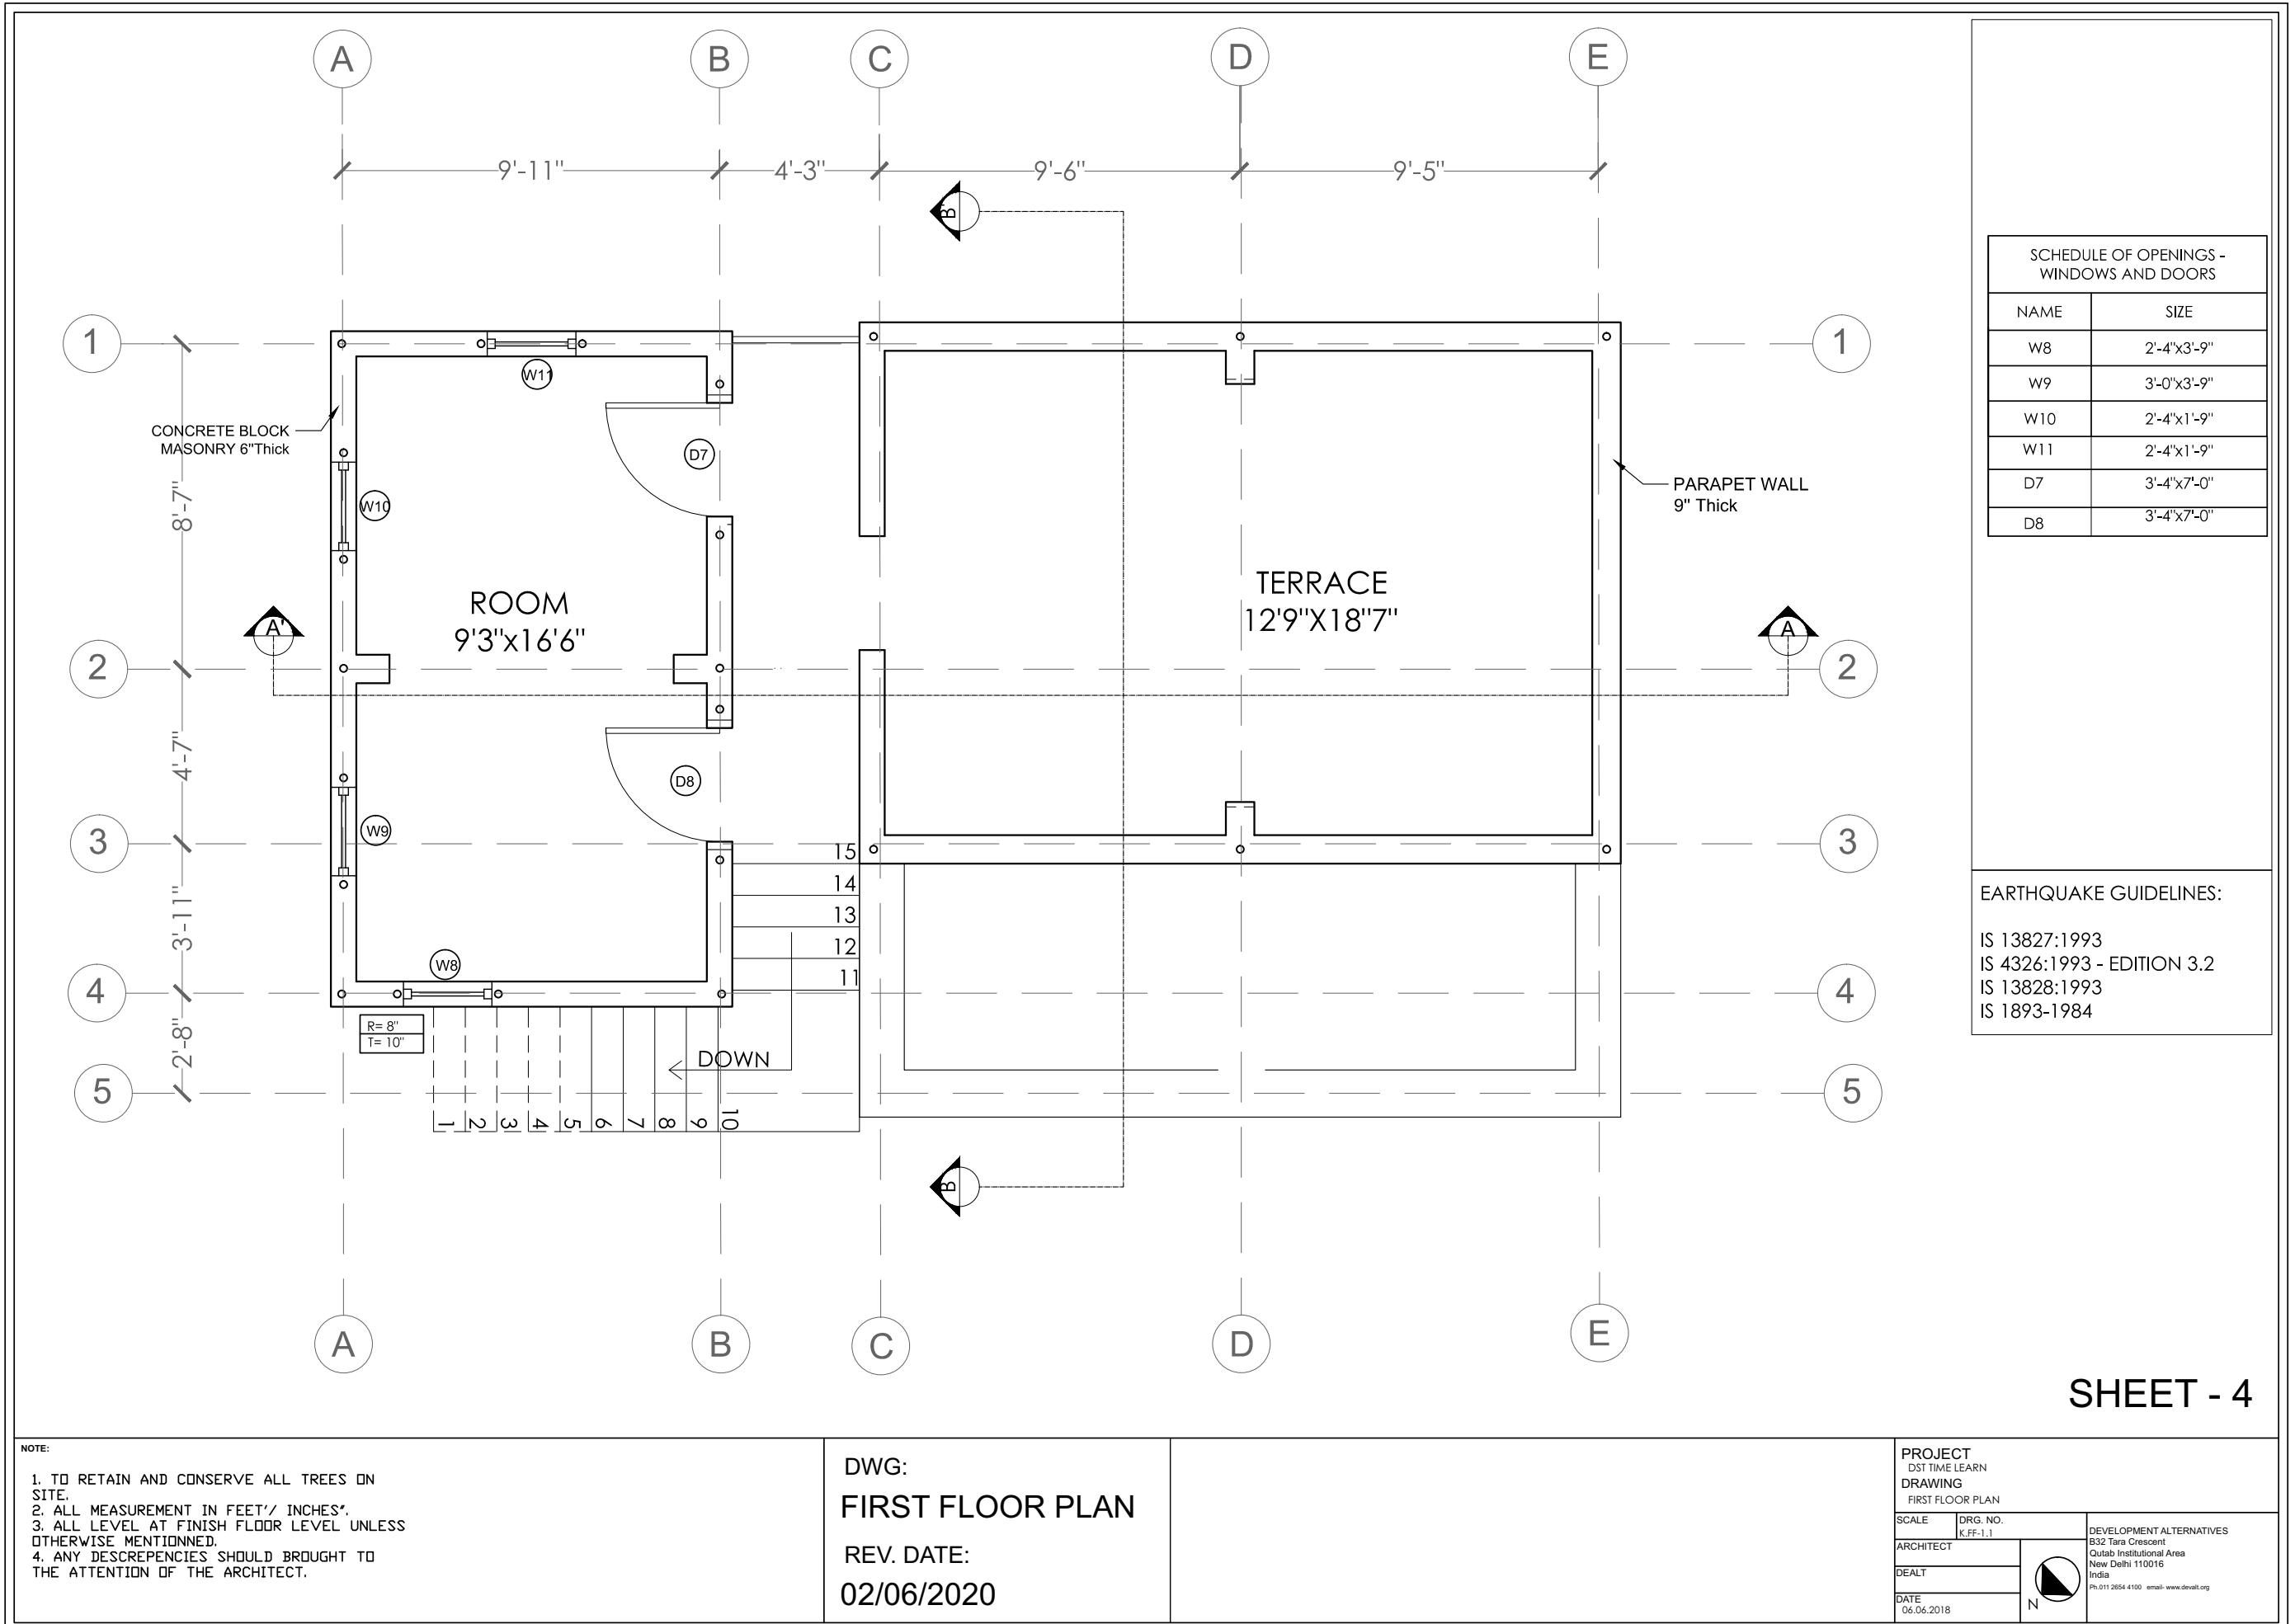 A
B
C
D
E
9'-11"
4'-3"
9'-6"
9'-5"
B'
SCHEDULE OF OPENINGS -
WINDOWS AND DOORS
NAME
SIZE
W8
2'-4"x3'-9"
W9
3'-0"x3'-9"
W10
2'-4"x1'-9"
W11
2'-4"x1'-9"
D7
3'-4"x7'-0"
D8
3'-4"x7'-0"
1
1
W11
CONCRETE BLOCK
MASONRY 6"Thick
D7
8'-7"
W10
PARAPET WALL
9" Thick
ROOM
9'3"x16'6"
TERRACE
12'9"X18"7"
A'
A
2
2
4'-7"
D8
W9
3
3
15
14
13
12
11
3'-11"
W8
4
4
R= 8"
T= 10"
2'-8"
DOWN
5
5
1
2
3
4
5
6
7
8
9
10
B
A
B
C
D
E
EARTHQUAKE GUIDELINES:
IS 13827:1993
IS 4326:1993 - EDITION 3.2
IS 13828:1993
IS 1893-1984
SHEET - 4
NOTE:
1. TO RETAIN AND CONSERVE ALL TREES ON
SITE.
2. ALL MEASUREMENT IN FEET'/ INCHES".
3. ALL LEVEL AT FINISH FLOOR LEVEL UNLESS
OTHERWISE MENTIONNED.
4. ANY DESCREPENCIES SHOULD BROUGHT TO
THE ATTENTION OF THE ARCHITECT.
DWG:
FIRST FLOOR PLAN
REV. DATE:
02/06/2020
PROJECT
DST TIME LEARN
DRAWING
FIRST FLOOR PLAN
SCALE
DRG. NO.
K.FF-1.1
ARCHITECT
DEALT
DATE
06.06.2018
N
DEVELOPMENT ALTERNATIVES
B32 Tara Crescent
Qutab Institutional Area
New Delhi 110016
India
Ph.011 2654 4100 email- www.devalt.org